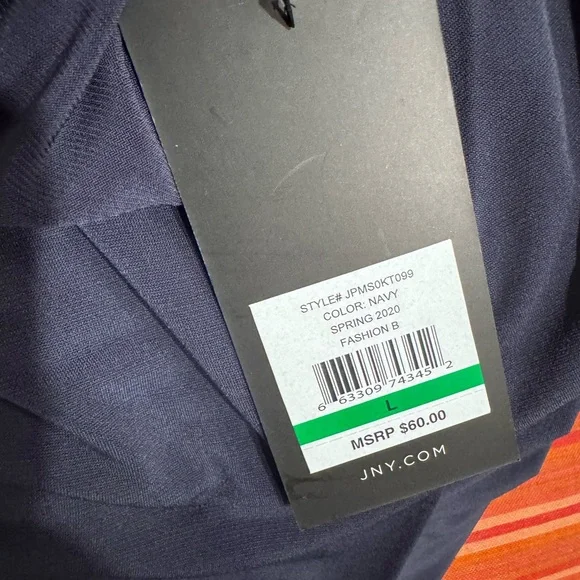 STYLE# JPMS0KT099
COLOR: NAVY
SPRING 2020
FASHION B
6 63309 74345 2
L
MSRP $60.00
JNY.COM